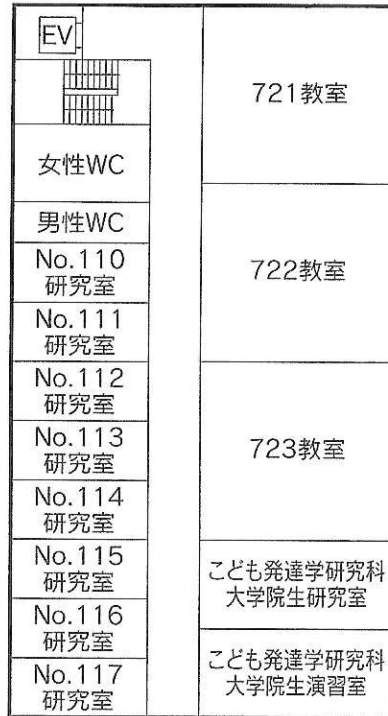 EV
女性WC
男性WC
No.110
研究室
No.111
研究室
No.112
研究室
No.113
研究室
No.114
研究室
No.115
研究室
No.116
研究室
No.117
研究室
721教室
722教室
723教室
こども発達学研究科
大学院生研究室
こども発達学研究科
大学院生演習室